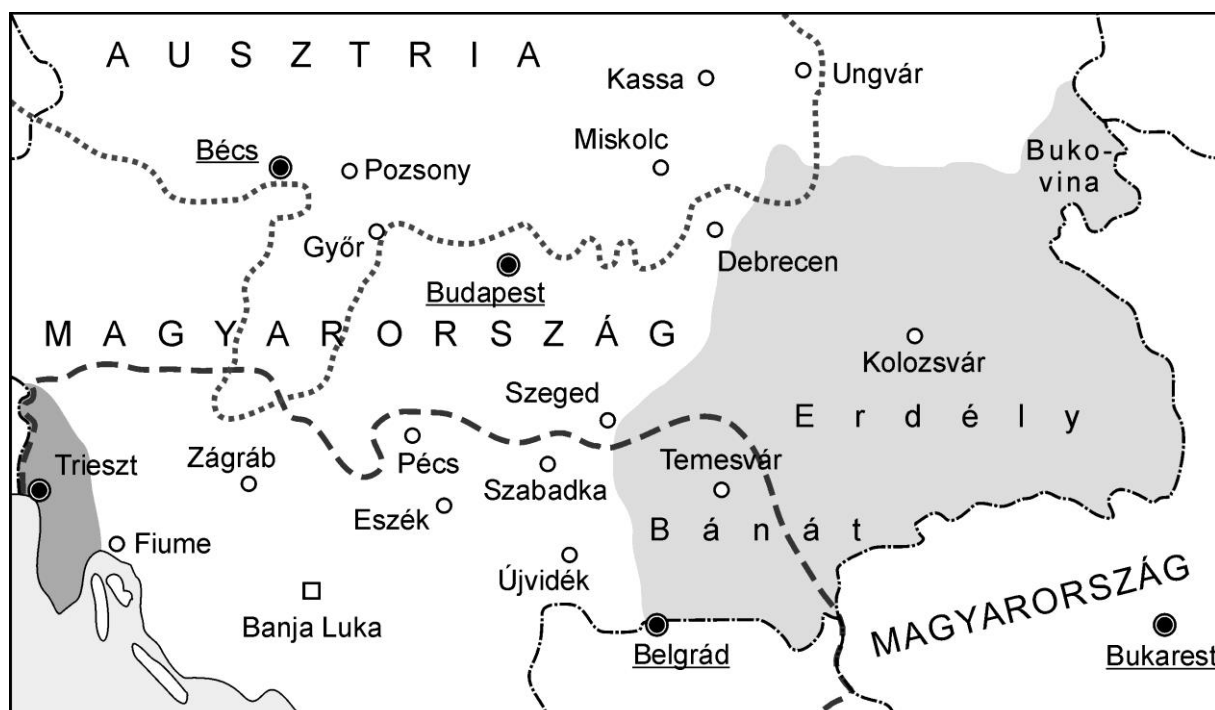 AUSZTRIA
Kassa
Ungvár
Bécs
Pozsony
Miskolc
Buko-
vina
Győr
Debrecen
Budapest
MAGYARORSZÁG
Kolozsvár
Szeged
Erdély
Trieszt
Zágráb
Pécs
Temesvár
Szabadka
Eszék
Bánát
Fiume
Újvidék
MAGYARORSZÁG
Banja Luka
Belgrád
Bukarest